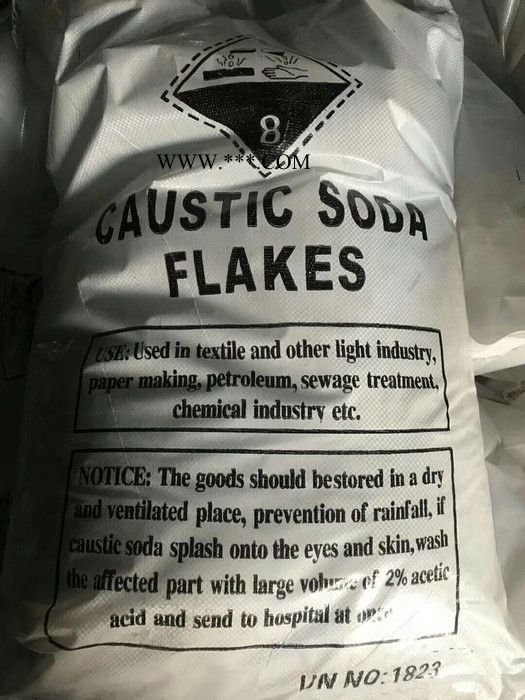 8
WWW.***.COM
CAUSTIC SODA
FLAKES
USE: Used in textile and other light industry,
paper making, petroleum, sewage treatment,
chemical industry etc.
NOTICE: The goods should bestored in a dry
and ventilated place, prevention of rainfall, if
caustic soda splash onto the eyes and skin, wash
the affected part with large volume of 2% acetic
acid and send to hospital at
UN NO: 1823